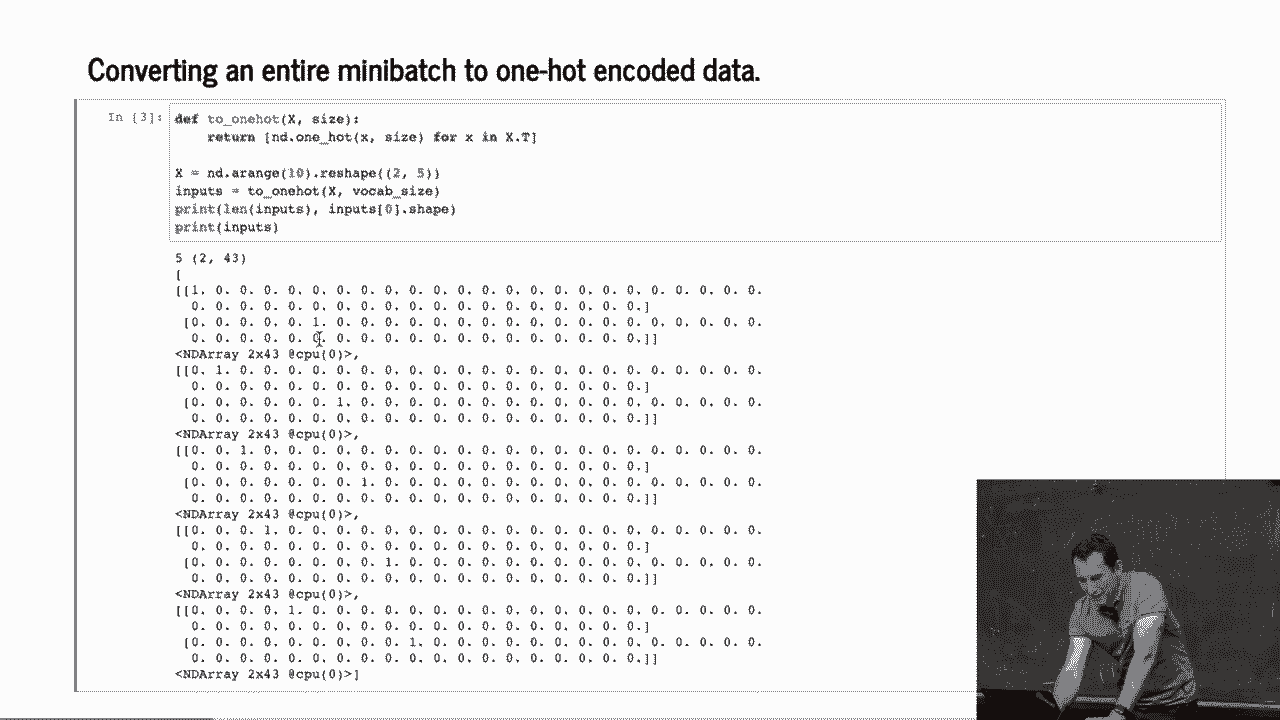 Converting an entire minibatch to one-hot encoded data.
In [3]: def to_onehot(X, size):
return [nd.one_hot(x, size) for x in X.T]
X = nd.arange(10).reshape((2, 5))
inputs = to_onehot(X, vocab_size)
print(len(inputs), inputs[0].shape)
print(inputs)
5 (2, 43)
[
[[1. 0. 0. 0. 0. 0. 0. 0. 0. 0. 0. 0. 0. 0. 0. 0. 0. 0. 0. 0. 0. 0. 0. 0.
0. 0. 0. 0. 0. 0. 0. 0. 0. 0. 0. 0. 0. 0. 0. 0. 0. 0. 0.]
[0. 0. 0. 0. 0. 1. 0. 0. 0. 0. 0. 0. 0. 0. 0. 0. 0. 0. 0. 0. 0. 0. 0. 0.
0. 0. 0. 0. 0. 0. 0. 0. 0. 0. 0. 0. 0. 0. 0. 0. 0. 0. 0.]]
<NDArray 2x43 @cpu(0)>,
[[0. 1. 0. 0. 0. 0. 0. 0. 0. 0. 0. 0. 0. 0. 0. 0. 0. 0. 0. 0. 0. 0. 0. 0.
0. 0. 0. 0. 0. 0. 0. 0. 0. 0. 0. 0. 0. 0. 0. 0. 0. 0. 0.]
[0. 0. 0. 0. 0. 0. 1. 0. 0. 0. 0. 0. 0. 0. 0. 0. 0. 0. 0. 0. 0. 0. 0. 0.
0. 0. 0. 0. 0. 0. 0. 0. 0. 0. 0. 0. 0. 0. 0. 0. 0. 0. 0.]]
<NDArray 2x43 @cpu(0)>,
[[0. 0. 1. 0. 0. 0. 0. 0. 0. 0. 0. 0. 0. 0. 0. 0. 0. 0. 0. 0. 0. 0. 0. 0.
0. 0. 0. 0. 0. 0. 0. 0. 0. 0. 0. 0. 0. 0. 0. 0. 0. 0. 0.]
[0. 0. 0. 0. 0. 0. 0. 1. 0. 0. 0. 0. 0. 0. 0. 0. 0. 0. 0. 0. 0. 0. 0. 0.
0. 0. 0. 0. 0. 0. 0. 0. 0. 0. 0. 0. 0. 0. 0. 0. 0. 0. 0.]]
<NDArray 2x43 @cpu(0)>,
[[0. 0. 0. 1. 0. 0. 0. 0. 0. 0. 0. 0. 0. 0. 0. 0. 0. 0. 0. 0. 0. 0. 0. 0.
0. 0. 0. 0. 0. 0. 0. 0. 0. 0. 0. 0. 0. 0. 0. 0. 0. 0. 0.]
[0. 0. 0. 0. 0. 0. 0. 0. 1. 0. 0. 0. 0. 0. 0. 0. 0. 0. 0. 0. 0. 0. 0. 0.
0. 0. 0. 0. 0. 0. 0. 0. 0. 0. 0. 0. 0. 0. 0. 0. 0. 0. 0.]]
<NDArray 2x43 @cpu(0)>,
[[0. 0. 0. 0. 1. 0. 0. 0. 0. 0. 0. 0. 0. 0. 0. 0. 0. 0. 0. 0. 0. 0. 0. 0.
0. 0. 0. 0. 0. 0. 0. 0. 0. 0. 0. 0. 0. 0. 0. 0. 0. 0. 0.]
[0. 0. 0. 0. 0. 0. 0. 0. 0. 1. 0. 0. 0. 0. 0. 0. 0. 0. 0. 0. 0. 0. 0. 0.
0. 0. 0. 0. 0. 0. 0. 0. 0. 0. 0. 0. 0. 0. 0. 0. 0. 0. 0.]]
<NDArray 2x43 @cpu(0)>]